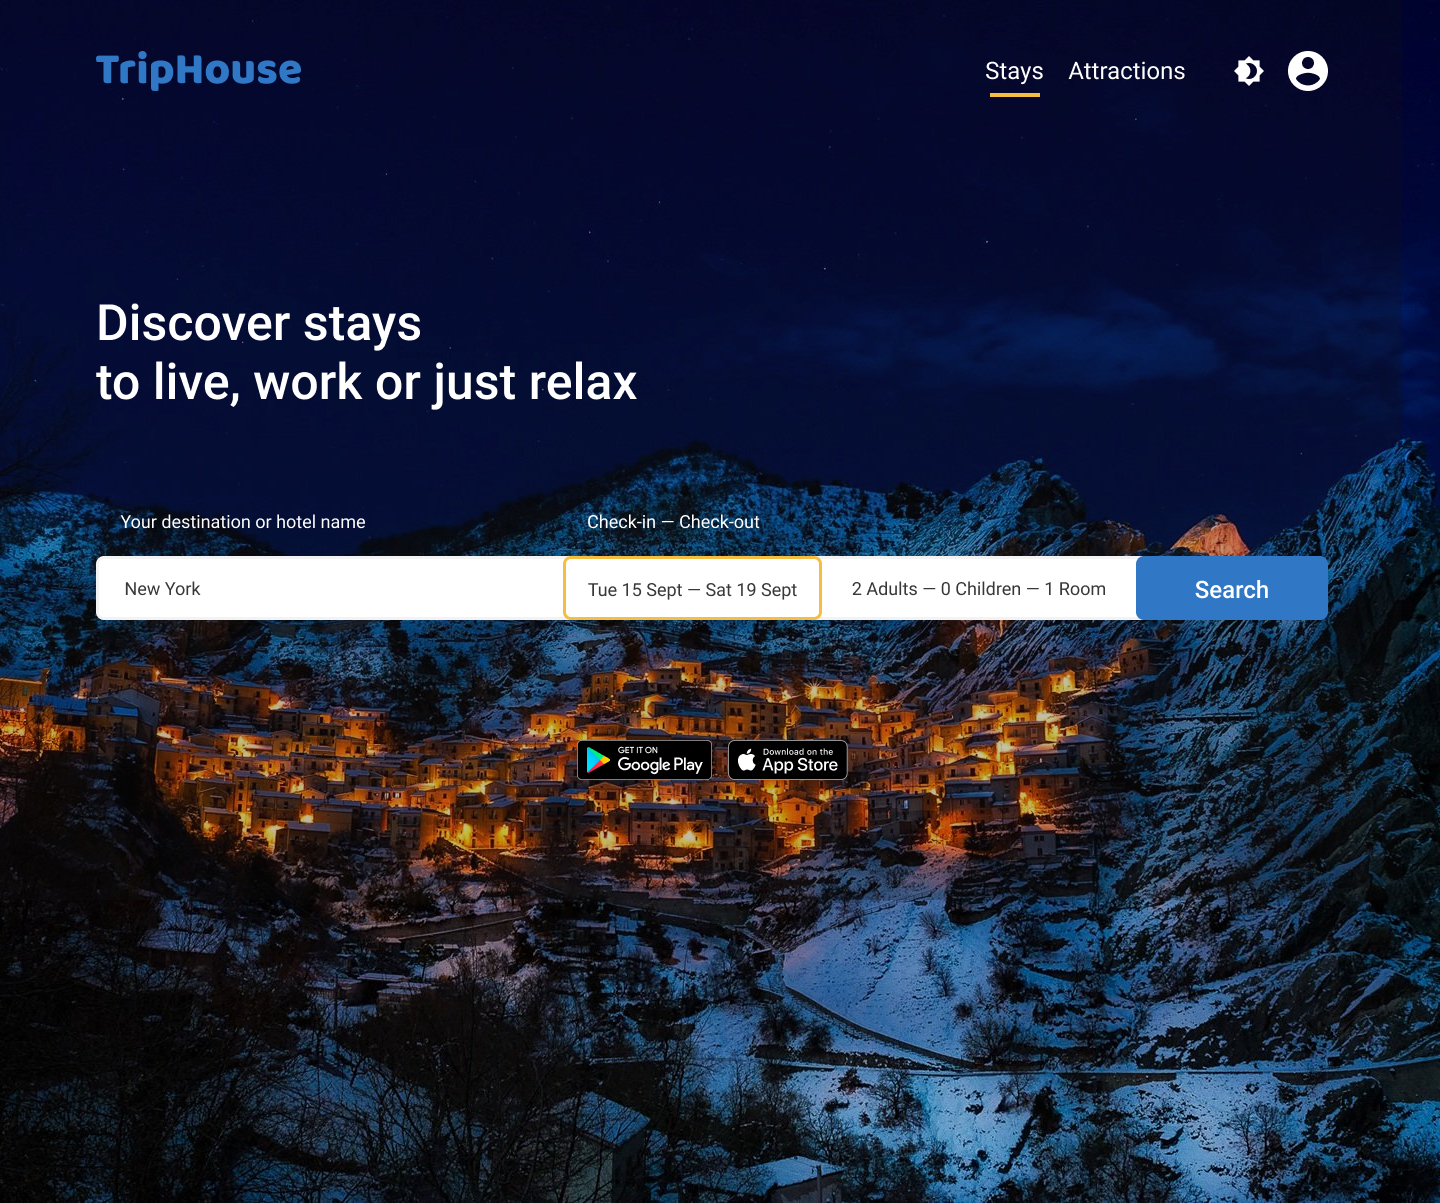 TripHouse
Stays
Attractions
Discover stays
to live, work or just relax
Your destination or hotel name
Check-in — Check-out
New York
Tue 15 Sept — Sat 19 Sept
2 Adults — 0 Children — 1 Room
Search
GET IT ON
Google Play
Download on the
App Store